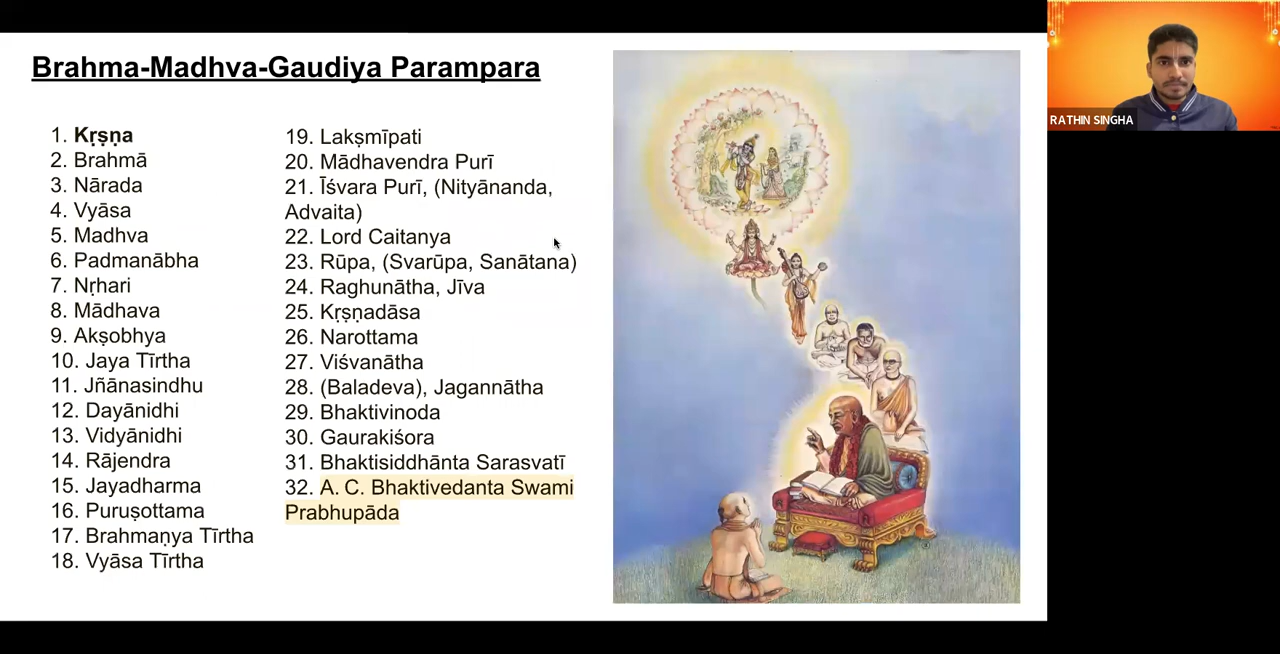 Brahma-Madhva-Gaudiya Parampara
1. Kṛṣṇa
2. Brahmā
3. Nārada
4. Vyāsa
5. Madhva
6. Padmanābha
7. Nṛhari
8. Mādhava
9. Akṣobhya
10. Jaya Tīrtha
11. Jñānasindhu
12. Dayānidhi
13. Vidyānidhi
14. Rājendra
15. Jayadharma
16. Puruṣottama
17. Brahmaṇya Tīrtha
18. Vyāsa Tīrtha
19. Lakṣmīpati
20. Mādhavendra Purī
21. Īśvara Purī, (Nityānanda,
Advaita)
22. Lord Caitanya
23. Rūpa, (Svarūpa, Sanātana)
24. Raghunātha, Jīva
25. Kṛṣṇadāsa
26. Narottama
27. Viśvanātha
28. (Baladeva), Jagannātha
29. Bhaktivinoda
30. Gaurakiśora
31. Bhaktisiddhānta Sarasvatī
32. A. C. Bhaktivedanta Swami
Prabhupāda
RATHIN SINGHA